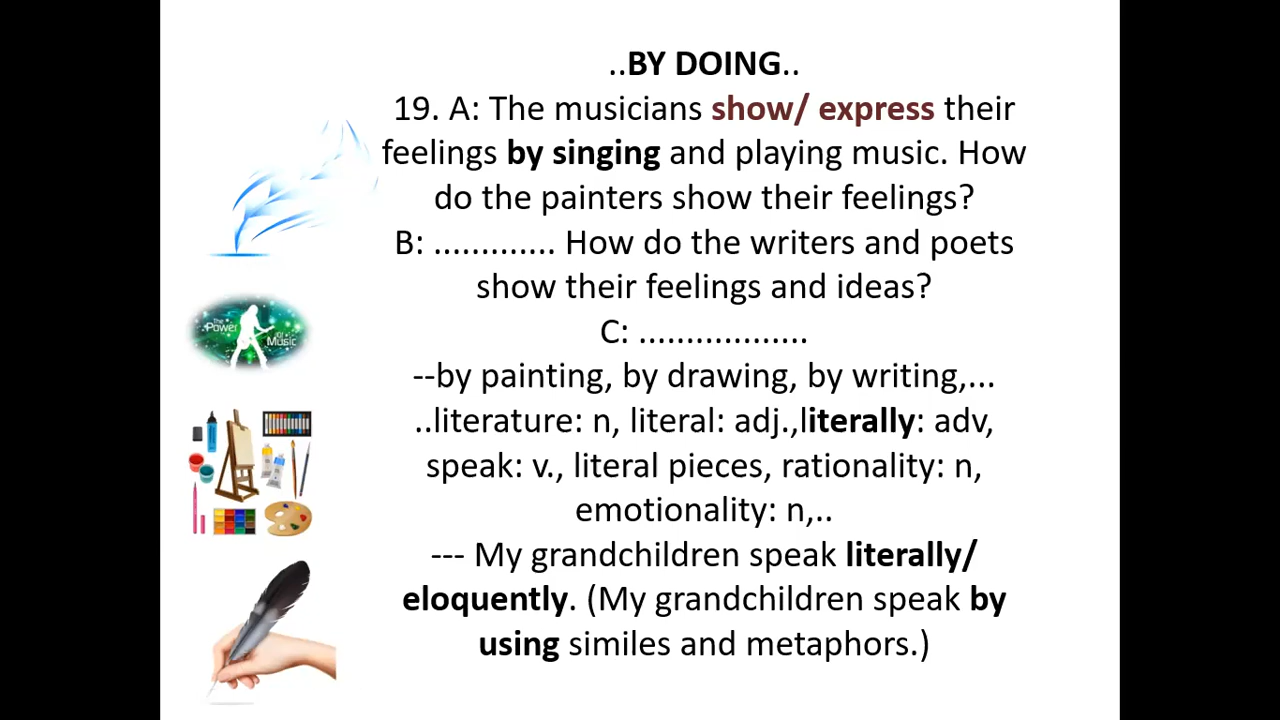 ..BY DOING..
19. A: The musicians show/ express their
feelings by singing and playing music. How
do the painters show their feelings?
B: ............. How do the writers and poets
show their feelings and ideas?
C: ..................
--by painting, by drawing, by writing,...
..literature: n, literal: adj.,literally: adv,
speak: v., literal pieces, rationality: n,
emotionality: n,..
--- My grandchildren speak literally/
eloquently. (My grandchildren speak by
using similes and metaphors.)
The
Power
of
Music